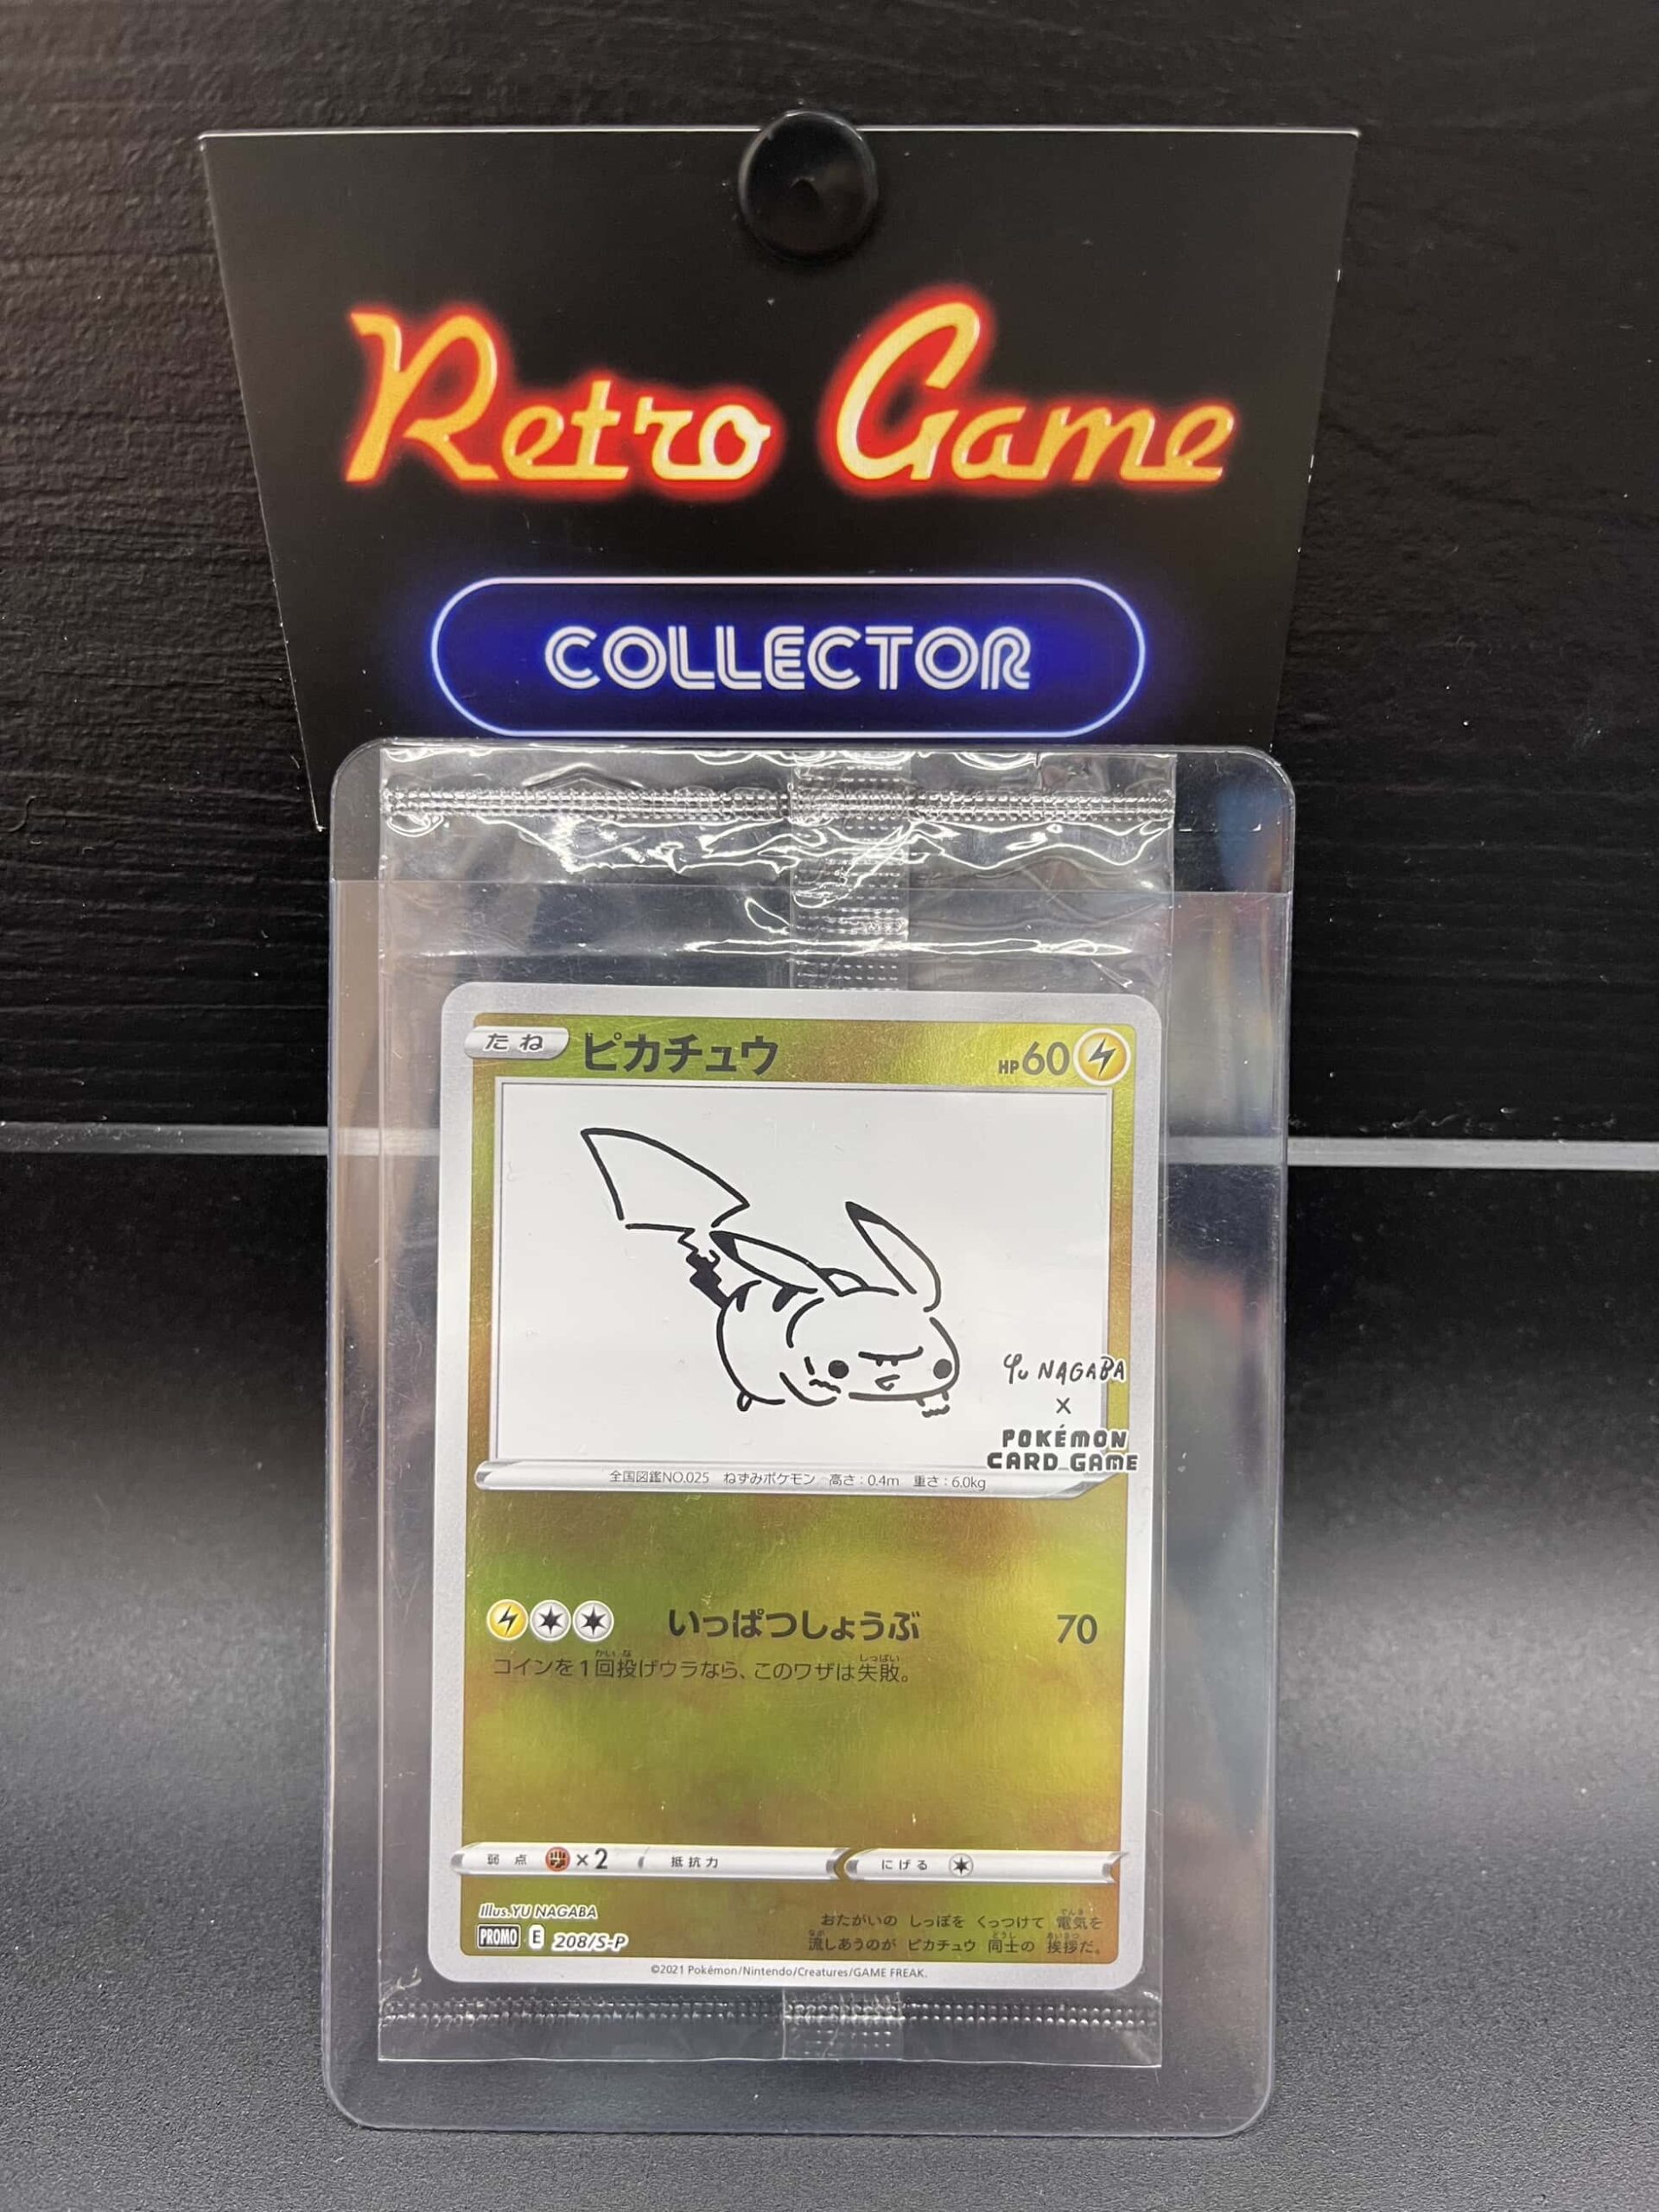 Retro Game
COLLECTOR
たね ピカチュウ HP60
Yu NAGABA
×
POKÉMON
CARD GAME
全国図鑑NO.025 ねずみポケモン 高さ:0.4m 重さ:6.0kg
いっぱつしょうぶ 70
コインを1回投げウラなら、このワザは失敗。
弱点 ×2 抵抗力 にげる
Illus.YU NAGABA
PROMO E 208/S-P
おたがいの しっぽを くっつけて 電気を
流しあうのが ピカチュウ 同士の 挨拶だ。
©2021 Pokémon/Nintendo/Creatures/GAME FREAK.